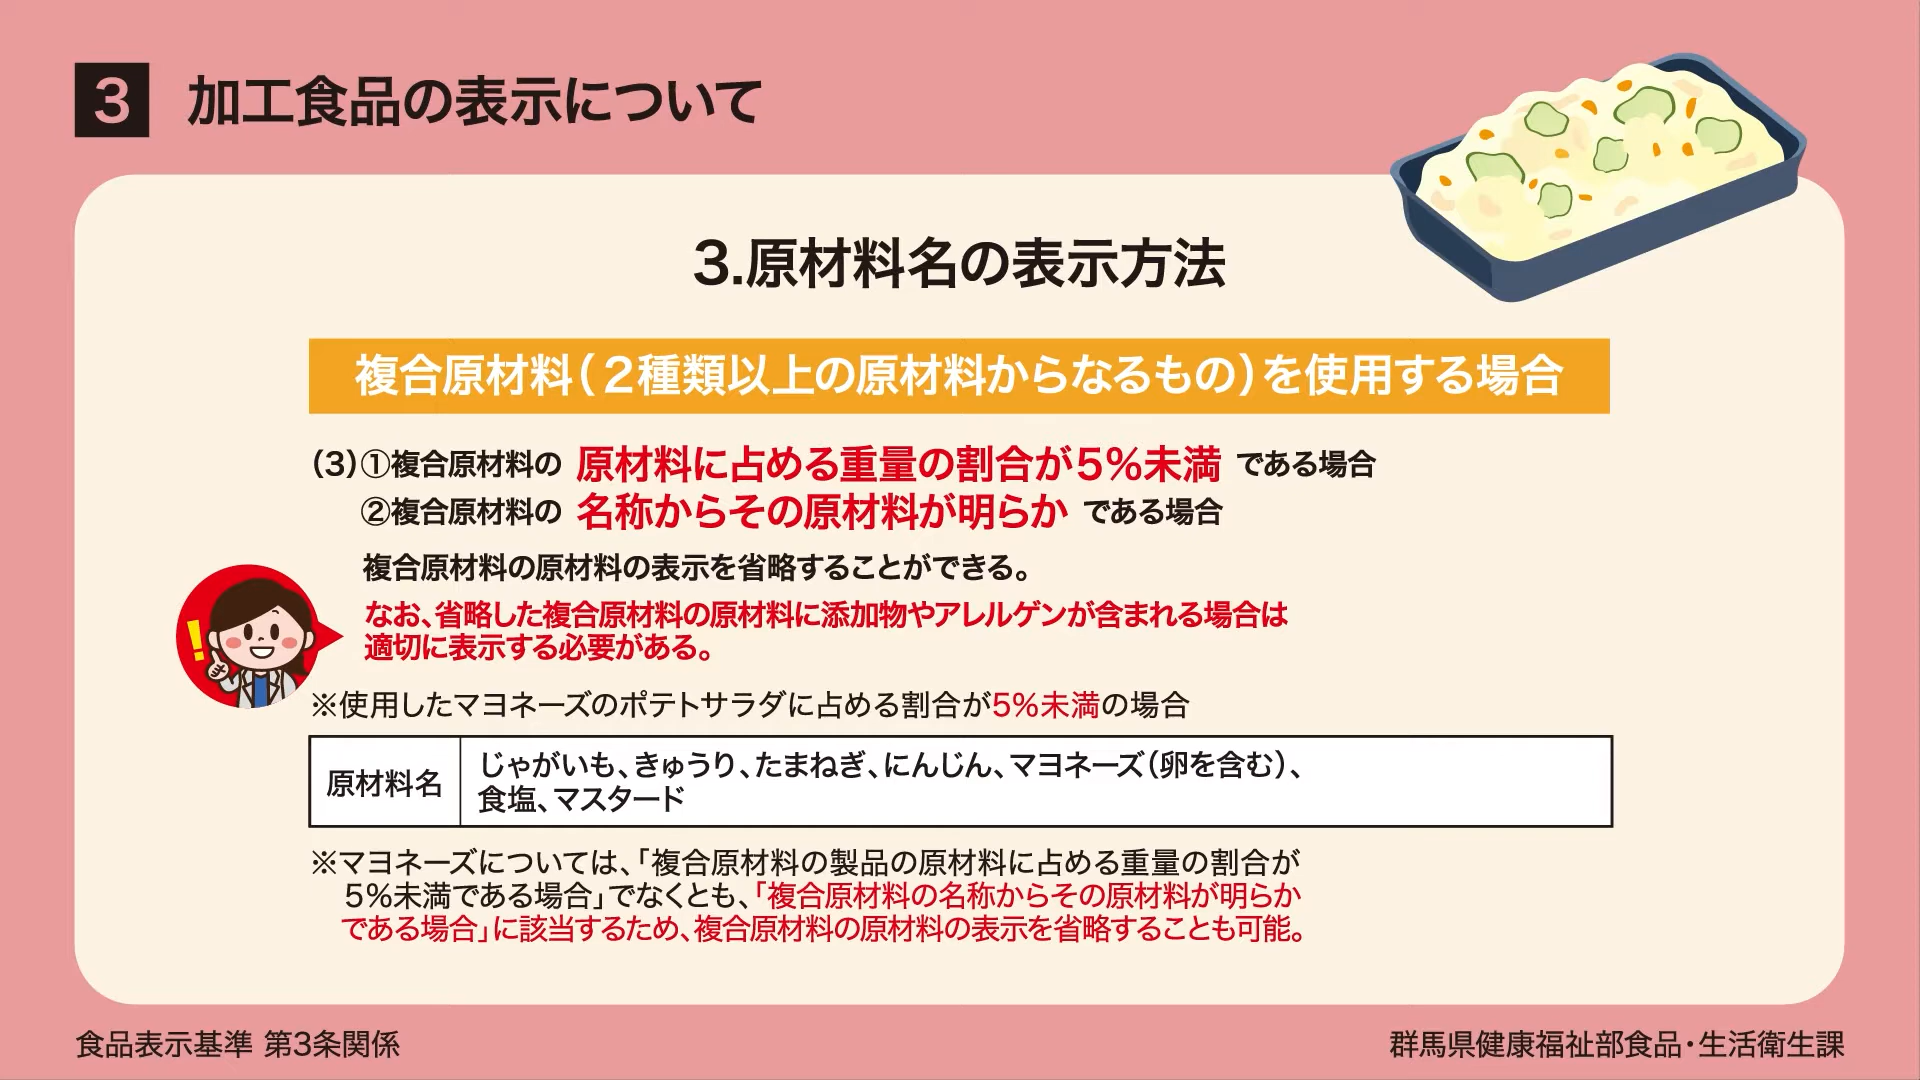 3 加工食品の表示について
3.原材料名の表示方法
複合原材料（２種類以上の原材料からなるもの）を使用する場合
（3）①複合原材料の 原材料に占める重量の割合が5％未満 である場合
②複合原材料の 名称からその原材料が明らか である場合
複合原材料の原材料の表示を省略することができる。
なお、省略した複合原材料の原材料に添加物やアレルゲンが含まれる場合は
適切に表示する必要がある。
!
※使用したマヨネーズのポテトサラダに占める割合が5％未満の場合
原材料名
じゃがいも、きゅうり、たまねぎ、にんじん、マヨネーズ（卵を含む）、
食塩、マスタード
※マヨネーズについては、「複合原材料の製品の原材料に占める重量の割合が
5％未満である場合」でなくとも、「複合原材料の名称からその原材料が明らか
である場合」に該当するため、複合原材料の原材料の表示を省略することも可能。
食品表示基準 第3条関係
群馬県健康福祉部食品・生活衛生課